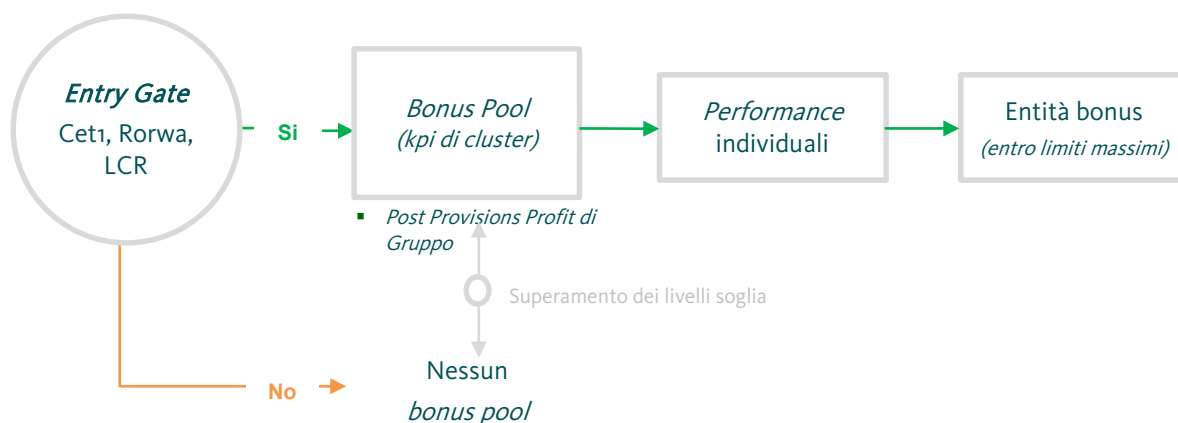 Entry Gate
Cet1, Rorwa,
LCR
Si
Bonus Pool
(kpi di cluster)
Performance
individuali
Entità bonus
(entro limiti massimi)
▪ Post Provisions Profit di
Gruppo
Superamento dei livelli soglia
No
Nessun
bonus pool